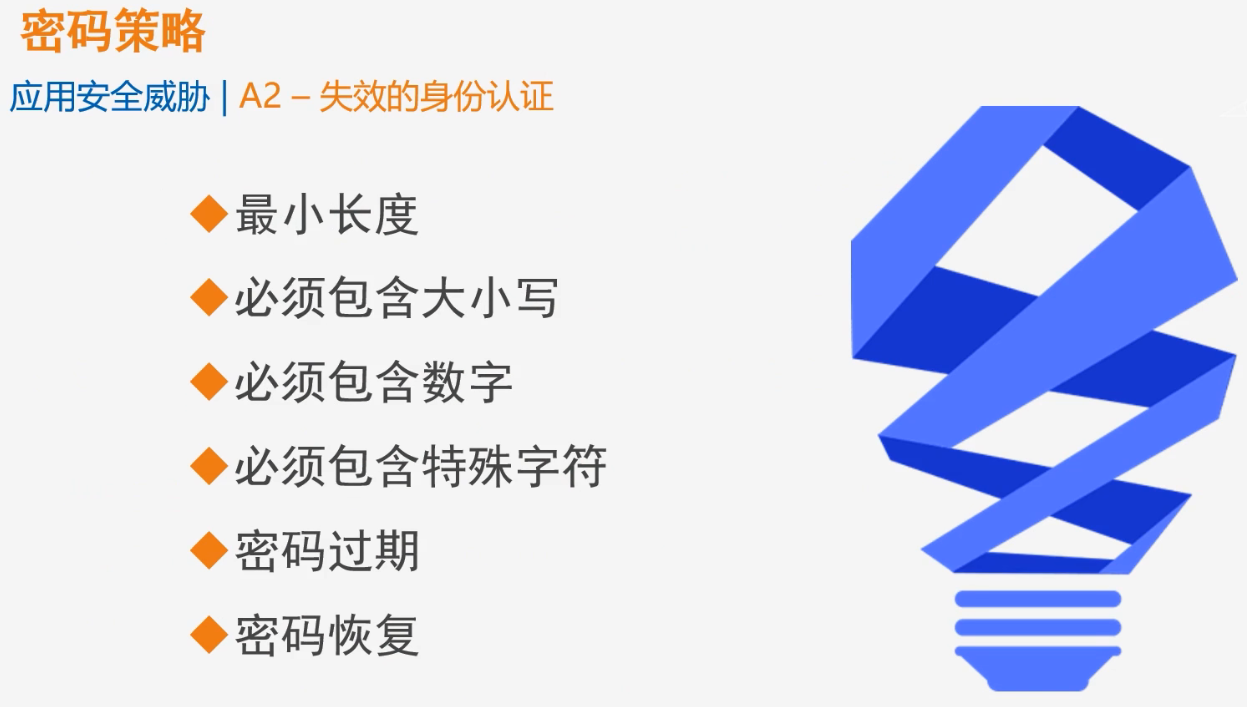 密码策略
应用安全威胁 | A2 – 失效的身份认证
最小长度
必须包含大小写
必须包含数字
必须包含特殊字符
密码过期
密码恢复